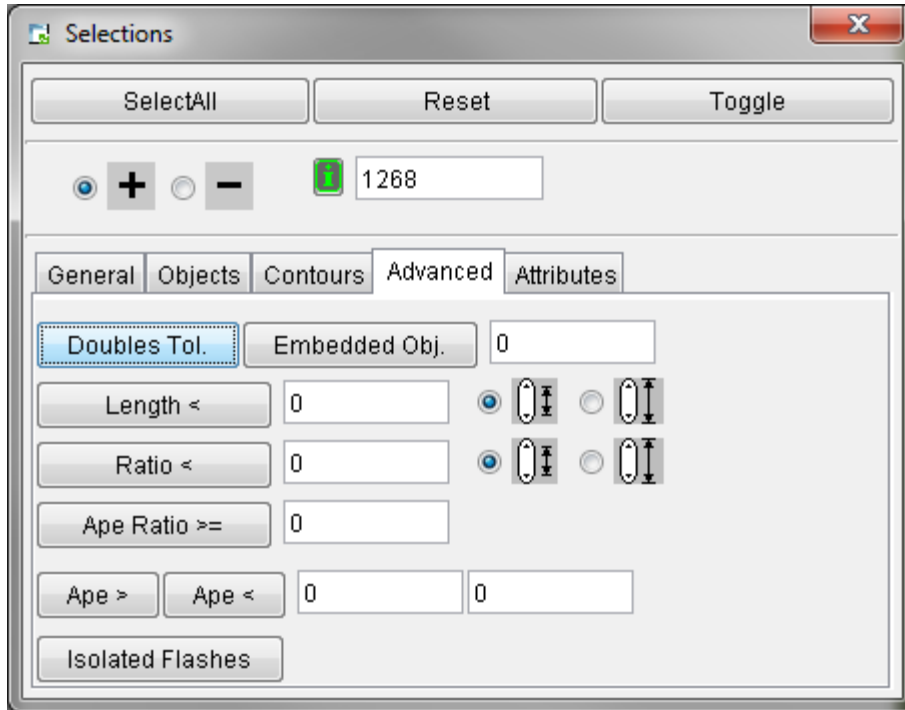 Selections
SelectAll Reset Toggle
+ - i 1268
General Objects Contours Advanced Attributes
Doubles Tol. Embedded Obj. 0
Length < 0
Ratio < 0
Ape Ratio >= 0
Ape > Ape < 0 0
Isolated Flashes